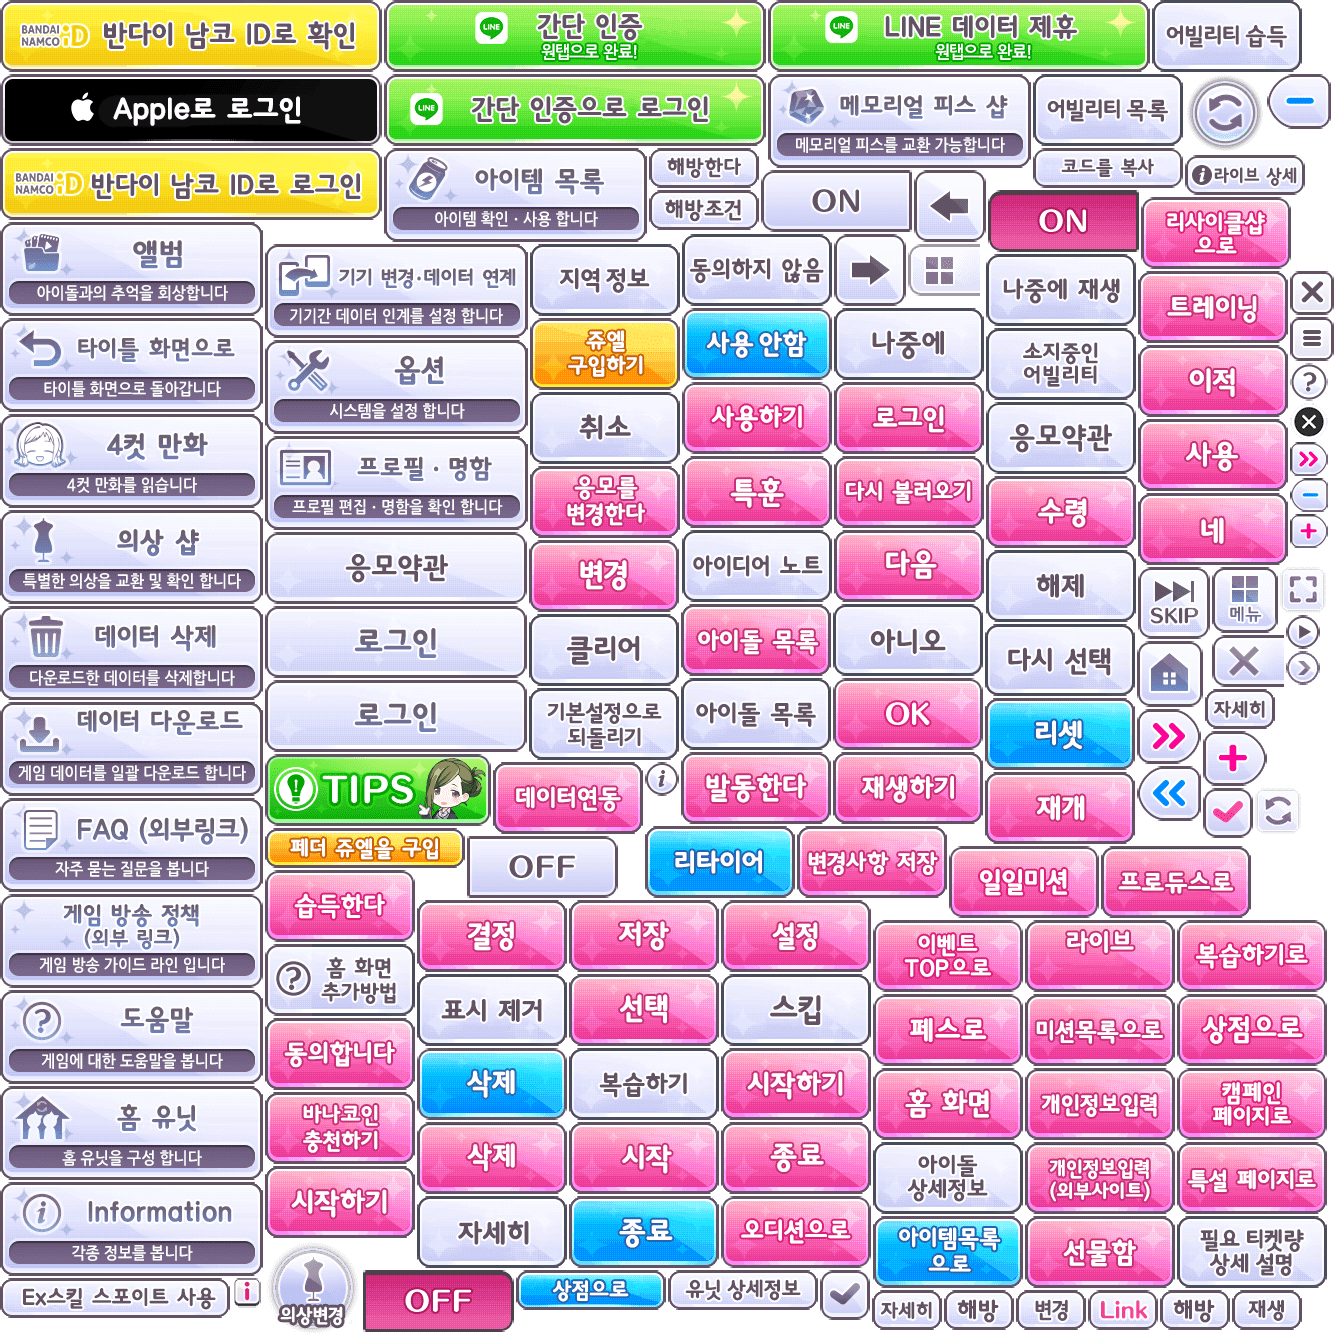 BANDAI NAMCO iD 반다이 남코 ID로 확인
LINE 간단 인증
원탭으로 완료!
LINE LINE 데이터 제휴
원탭으로 완료!
어빌리티 습득
Apple로 로그인
LINE 간단 인증으로 로그인
메모리얼 피스 샵
메모리얼 피스를 교환 가능합니다
어빌리티 목록
BANDAI NAMCO iD 반다이 남코 ID로 로그인
아이템 목록
아이템 확인 · 사용 합니다
해방한다
해방조건
코드를 복사
라이브 상세
ON
ON
리사이클샵
으로
앨범
아이돌과의 추억을 회상합니다
기기 변경·데이터 연계
기기간 데이터 인계를 설정 합니다
지역 정보
동의하지 않음
나중에 재생
트레이닝
타이틀 화면으로
타이틀 화면으로 돌아갑니다
옵션
시스템을 설정 합니다
쥬엘
구입하기
사용 안함
나중에
소지중인
어빌리티
이적
4컷 만화
4컷 만화를 읽습니다
프로필 · 명함
프로필 편집 · 명함을 확인 합니다
취소
사용하기
로그인
응모약관
사용
의상 샵
특별한 의상을 교환 및 확인 합니다
응모약관
응모를
변경한다
특훈
다시 불러오기
수령
네
데이터 삭제
다운로드한 데이터를 삭제합니다
로그인
변경
아이디어 노트
다음
해제
SKIP
메뉴
데이터 다운로드
게임 데이터를 일괄 다운로드 합니다
로그인
클리어
아이돌 목록
아니오
다시 선택
기본설정으로
되돌리기
아이돌 목록
OK
리셋
자세히
FAQ (외부링크)
자주 묻는 질문을 봅니다
TIPS
데이터연동
발동한다
재생하기
재개
페더 쥬엘을 구입
OFF
리타이어
변경사항 저장
일일미션
프로듀스로
게임 방송 정책
(외부 링크)
게임 방송 가이드 라인 입니다
습득한다
결정
저장
설정
이벤트
TOP으로
라이브
복습하기로
도움말
게임에 대한 도움말을 봅니다
홈 화면
추가방법
표시 제거
선택
스킵
페스로
미션목록으로
상점으로
동의합니다
삭제
복습하기
시작하기
홈 화면
개인정보입력
캠페인
페이지로
홈 유닛
홈 유닛을 구성 합니다
바나코인
충천하기
삭제
시작
종료
아이돌
상세정보
개인정보입력
(외부사이트)
특설 페이지로
Information
각종 정보를 봅니다
시작하기
자세히
종료
오디션으로
아이템목록
으로
선물함
필요 티켓량
상세 설명
Ex스킬 스포이트 사용
의상변경
OFF
상점으로
유닛 상세정보
자세히
해방
변경
Link
해방
재생